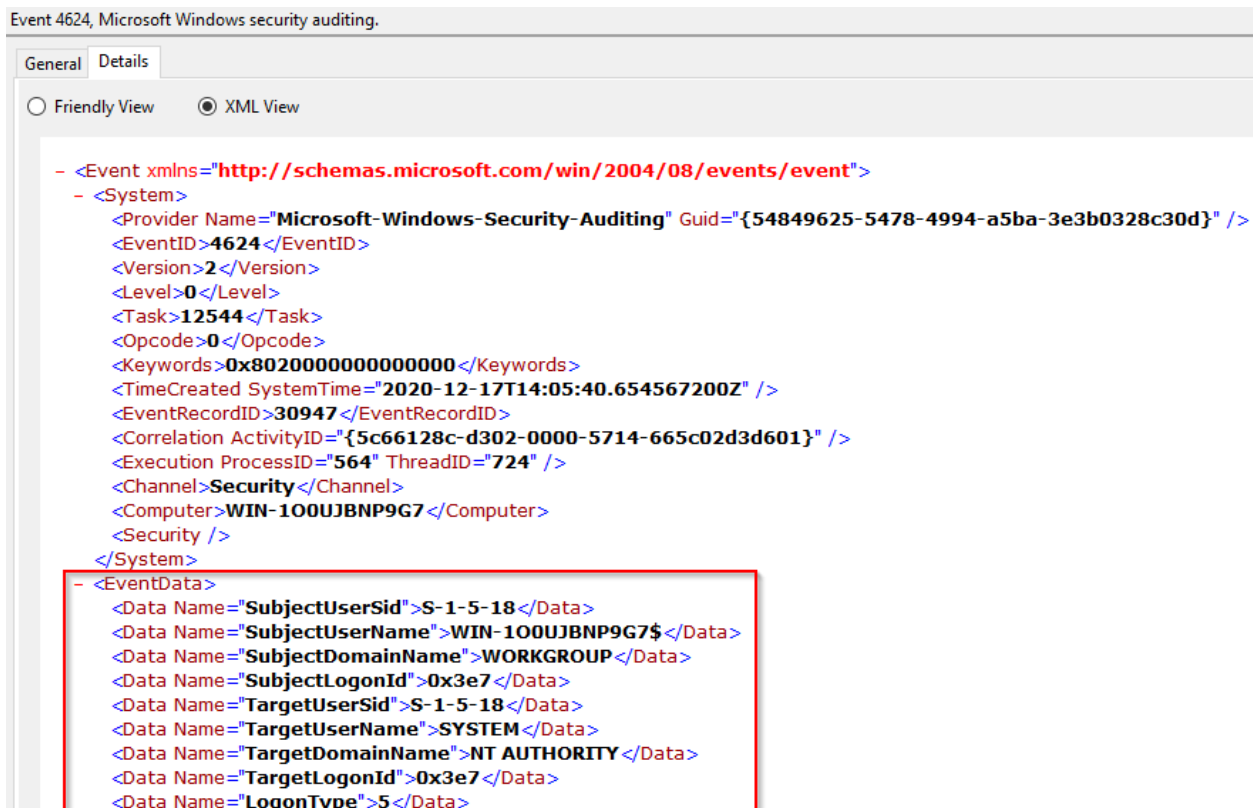 Event 4624, Microsoft Windows security auditing.
General Details
Friendly View XML View
- <Event xmlns="http://schemas.microsoft.com/win/2004/08/events/event">
- <System>
<Provider Name="Microsoft-Windows-Security-Auditing" Guid="{54849625-5478-4994-a5ba-3e3b0328c30d}" />
<EventID>4624</EventID>
<Version>2</Version>
<Level>0</Level>
<Task>12544</Task>
<Opcode>0</Opcode>
<Keywords>0x8020000000000000</Keywords>
<TimeCreated SystemTime="2020-12-17T14:05:40.654567200Z" />
<EventRecordID>30947</EventRecordID>
<Correlation ActivityID="{5c66128c-d302-0000-5714-665c02d3d601}" />
<Execution ProcessID="564" ThreadID="724" />
<Channel>Security</Channel>
<Computer>WIN-1O0UJBNP9G7</Computer>
<Security />
</System>
- <EventData>
<Data Name="SubjectUserSid">S-1-5-18</Data>
<Data Name="SubjectUserName">WIN-1O0UJBNP9G7$</Data>
<Data Name="SubjectDomainName">WORKGROUP</Data>
<Data Name="SubjectLogonId">0x3e7</Data>
<Data Name="TargetUserSid">S-1-5-18</Data>
<Data Name="TargetUserName">SYSTEM</Data>
<Data Name="TargetDomainName">NT AUTHORITY</Data>
<Data Name="TargetLogonId">0x3e7</Data>
<Data Name="LogonType">5</Data>